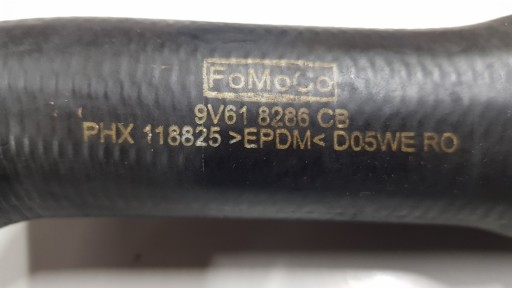 FoMoCo
9V61 8286 CB
PHX 118825 >EPDM< D05WE RO